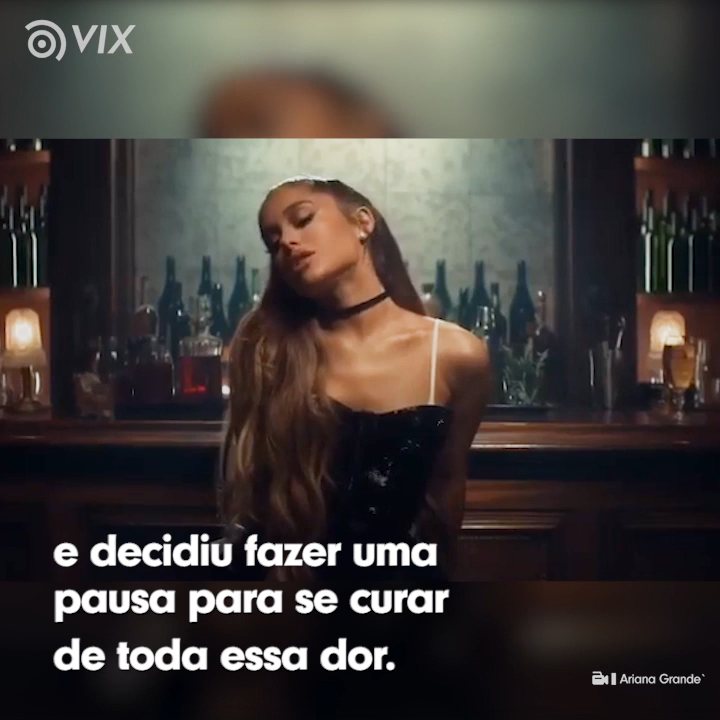 VIX
e decidiu fazer uma
pausa para se curar
de toda essa dor.
Ariana Grande